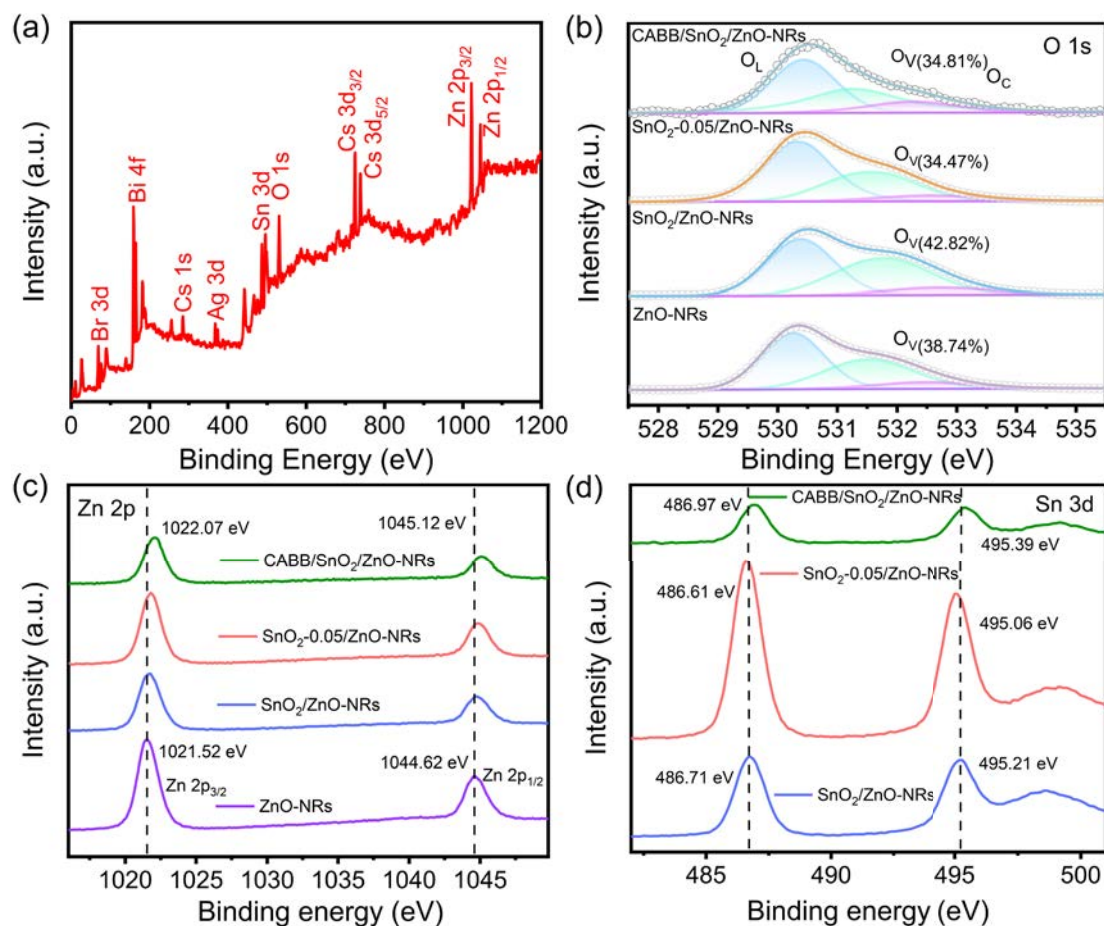 (a)
Intensity (a.u.)
Br 3d
Bi 4f
Cs 1s
Ag 3d
Sn 3d
O 1s
Cs 3d3/2
Cs 3d5/2
Zn 2p3/2
Zn 2p1/2
0 200 400 600 800 1000 1200
Binding Energy (eV)
(b)
Intensity (a.u.)
O 1s
CABB/SnO2/ZnO-NRs
OL
OV(34.81%)
OC
SnO2-0.05/ZnO-NRs
OV(34.47%)
SnO2/ZnO-NRs
OV(42.82%)
ZnO-NRs
OV(38.74%)
528 529 530 531 532 533 534 535
Binding Energy (eV)
(c)
Intensity (a.u.)
Zn 2p
1022.07 eV
1045.12 eV
CABB/SnO2/ZnO-NRs
SnO2-0.05/ZnO-NRs
SnO2/ZnO-NRs
1021.52 eV
1044.62 eV
Zn 2p3/2
Zn 2p1/2
ZnO-NRs
1020 1025 1030 1035 1040 1045
Binding energy (eV)
(d)
Intensity (a.u.)
486.97 eV
CABB/SnO2/ZnO-NRs
Sn 3d
495.39 eV
486.61 eV
SnO2-0.05/ZnO-NRs
495.06 eV
486.71 eV
495.21 eV
SnO2/ZnO-NRs
485 490 495 500
Binding energy (eV)